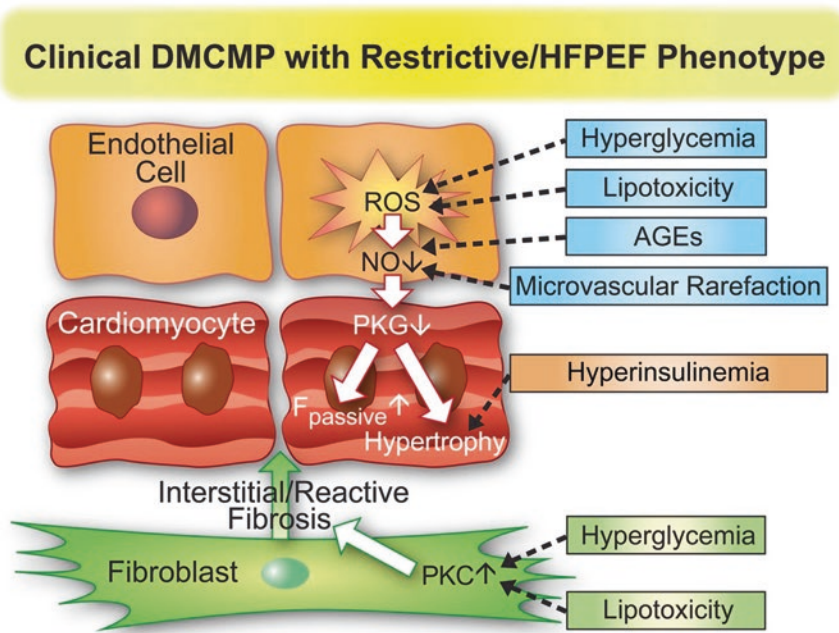 Clinical DMCMP with Restrictive/HFPEF Phenotype
Endothelial
Cell
ROS
NO↓
Hyperglycemia
Lipotoxicity
AGEs
Microvascular Rarefaction
Cardiomyocyte
PKG↓
Fpassive↑
Hypertrophy
Hyperinsulinemia
Interstitial/Reactive
Fibrosis
Fibroblast
PKC↑
Hyperglycemia
Lipotoxicity